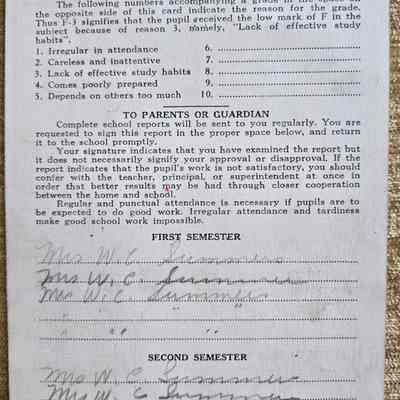 The following numbers accompanying a grade in the space on
the opposite side of this card indicate the reason for the grade.
Thus F-3 signifies that the pupil received the low mark of F in the
subject because of reason 3, namely, "Lack of effective study
habits".
1. Irregular in attendance 6.
2. Careless and inattentive 7.
3. Lack of effective study habits 8.
4. Comes poorly prepared 9.
5. Depends on others too much 10.
TO PARENTS OR GUARDIAN
Complete school reports will be sent to you regularly. You are
requested to sign this report in the proper space below, and return
it to the school promptly.
Your signature indicates that you have examined the report but
it does not necessarily signify your approval or disapproval. If the
report indicates that the pupil's work is not satisfactory, you should
confer with the teacher, principal, or superintendent at once in
order that better results may be had through closer cooperation
between the home and school.
Regular and punctual attendance is necessary if pupils are to
be expected to do good work. Irregular attendance and tardiness
make good school work impossible.
FIRST SEMESTER
Mrs W. C. Summers
Mrs W. C. Summers
Mrs W. C. Summers
" " "
" " "
SECOND SEMESTER
Mrs W. C Summers
Mrs W. C Summers